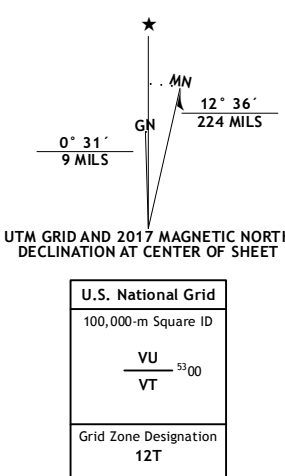 ★
MN
12° 36´
224 MILS
GN
0° 31´
9 MILS
UTM GRID AND 2017 MAGNETIC NORTH
DECLINATION AT CENTER OF SHEET
U.S. National Grid
100,000-m Square ID
VU
5300
VT
Grid Zone Designation
12T